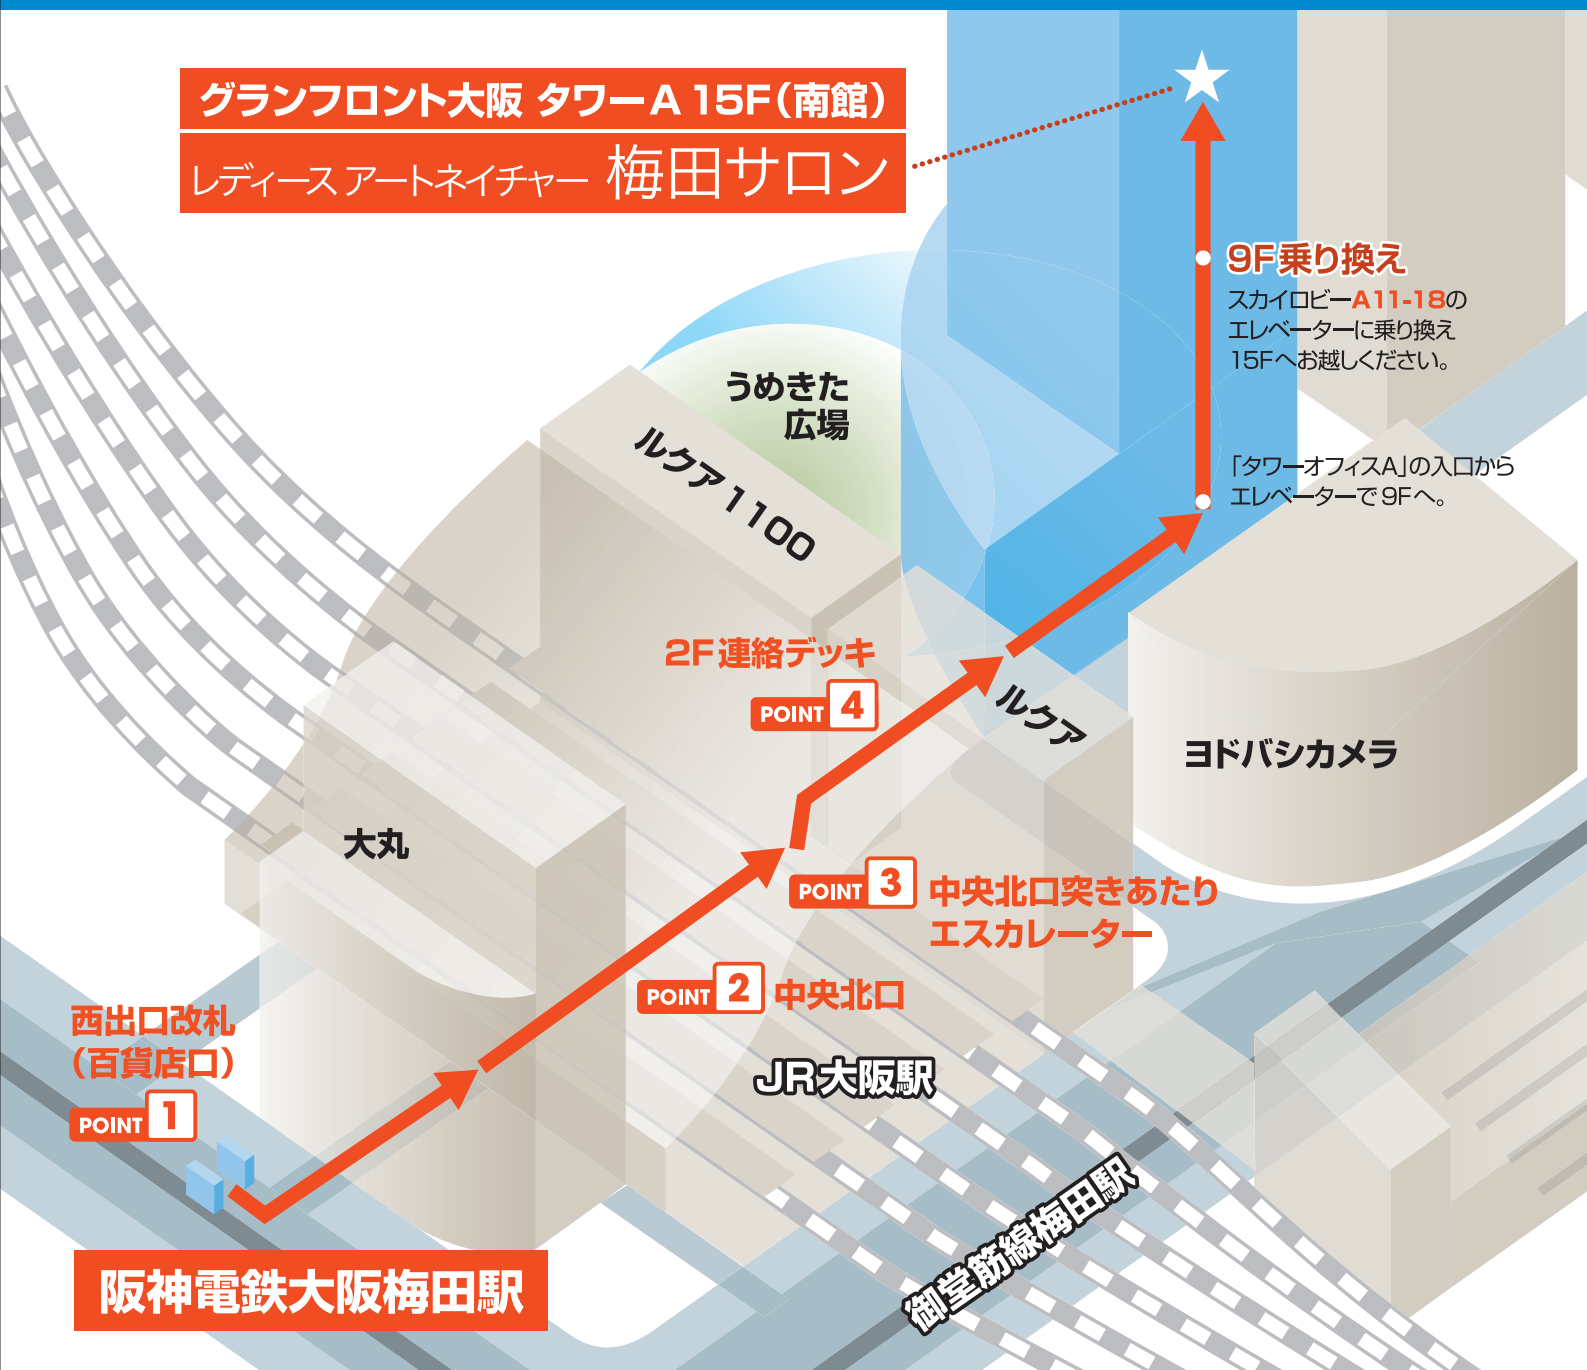 グランフロント大阪 タワーA 15F（南館）
レディース アートネイチャー 梅田サロン
9F乗り換え
スカイロビーA11-18の
エレベーターに乗り換え
15Fへお越しください。
「タワーオフィスA」の入口から
エレベーターで9Fへ。
うめきた
広場
ルクア1100
2F連絡デッキ
POINT 4
ルクア
ヨドバシカメラ
大丸
POINT 3 中央北口突きあたり
エスカレーター
POINT 2 中央北口
西出口改札
（百貨店口）
POINT 1
JR大阪駅
御堂筋線梅田駅
阪神電鉄大阪梅田駅